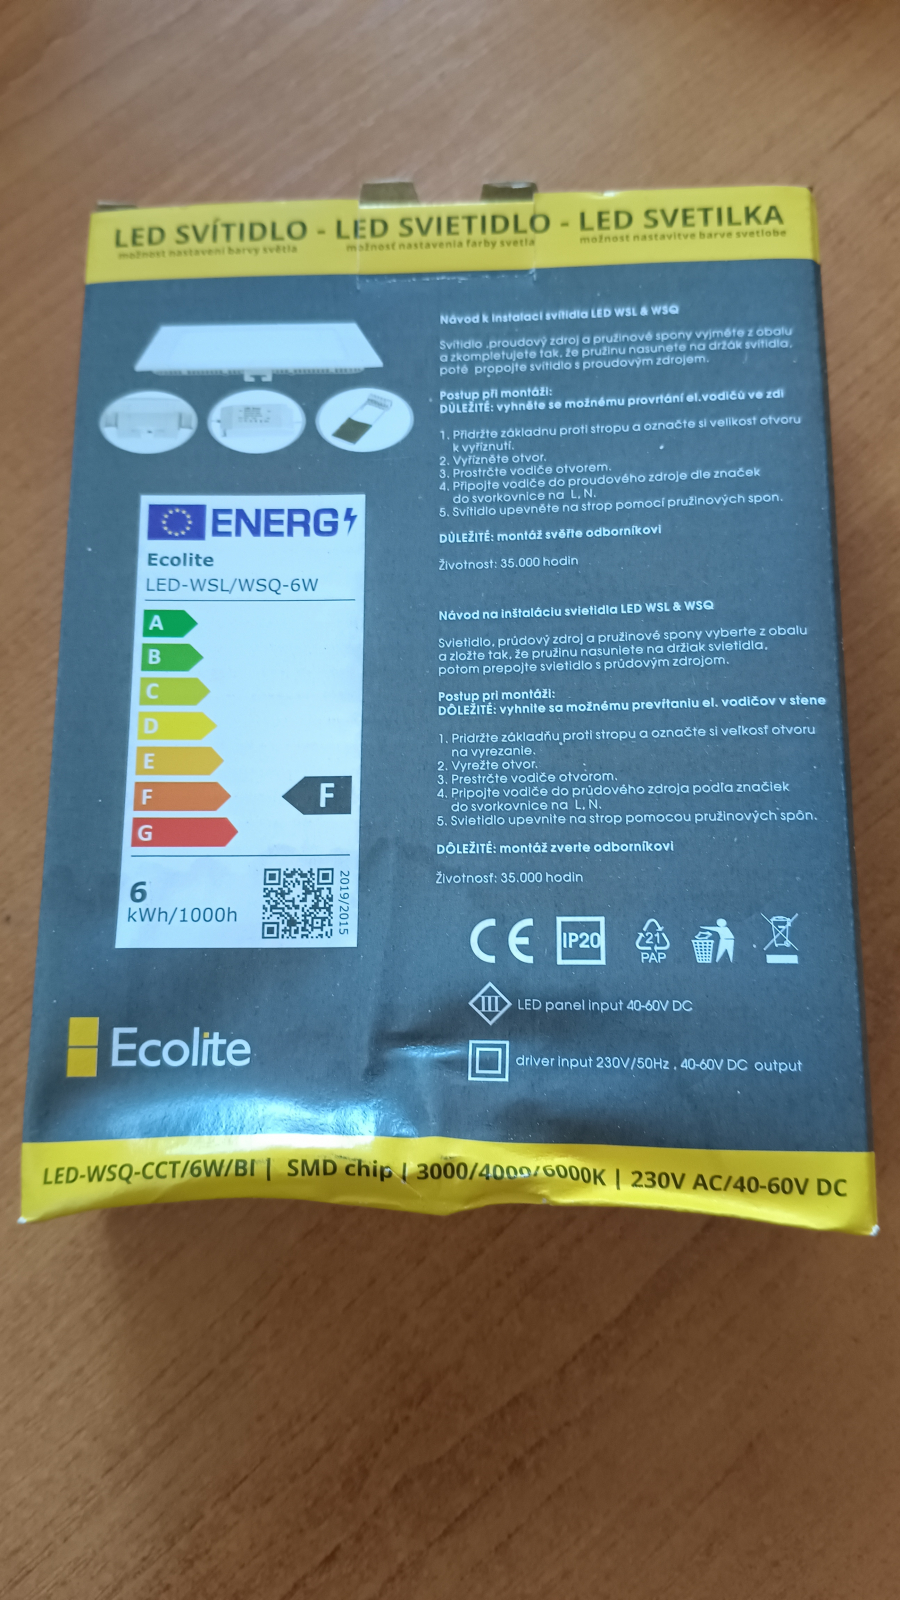 LED SVÍTIDLO - LED SVIETIDLO - LED SVETILKA
možnost nastavení barvy světla možnosť nastavenia farby svetla možnost nastavitve barve svetlobe
Návod k instalaci svítidla LED WSL & WSQ
Svítidlo ,proudový zdroj a pružinové spony vyjměte z obalu
a zkompletujete tak, že pružinu nasunete na držák svítidla,
poté propojte svítidlo s proudovým zdrojem.
Postup při montáži:
DŮLEŽITÉ: vyhněte se možnému provrtání el.vodičů ve zdi
1. Přidržte základnu proti stropu a označte si velikost otvoru
k vyříznutí.
2. Vyřízněte otvor.
3. Prostrčte vodiče otvorem.
4. Připojte vodiče do proudového zdroje dle značek
do svorkovnice na L, N.
5. Svítidlo upevněte na strop pomocí pružinových spon.
DŮLEŽITÉ: montáž svěřte odborníkovi
Životnost: 35.000 hodin
ENERG
Ecolite
LED-WSL/WSQ-6W
A
B
C
D
E
F
F
G
6
kWh/1000h
2019/2015
Návod na inštaláciu svietidla LED WSL & WSQ
Svietidlo, prúdový zdroj a pružinové spony vyberte z obalu
a zložte tak, že pružinu nasuniete na držiak svietidla,
potom prepojte svietidlo s prúdovým zdrojom.
Postup pri montáži:
DÔLEŽITÉ: vyhnite sa možnému prevŕtaniu el. vodičov v stene
1. Pridržte základňu proti stropu a označte si veľkosť otvoru
na vyrezanie.
2. Vyrežte otvor.
3. Prestrčte vodiče otvorom.
4. Pripojte vodiče do prúdového zdroja podľa značiek
do svorkovnice na L, N.
5. Svietidlo upevnite na strop pomocou pružinových spôn.
DÔLEŽITÉ: montáž zverte odborníkovi
Životnosť: 35.000 hodin
CE IP20 21 PAP
III LED panel input 40-60V DC
driver input 230V/50Hz , 40-60V DC output
Ecolite
LED-WSQ-CCT/6W/BI | SMD chip | 3000/4000/6000K | 230V AC/40-60V DC